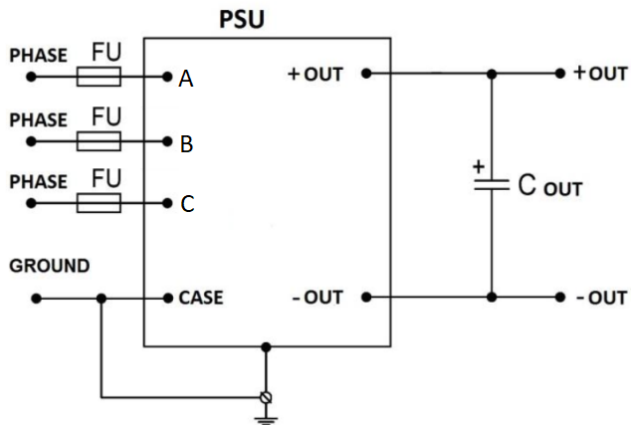 PSU
PHASE FU A
+OUT +OUT
PHASE FU B
PHASE FU C
+ C OUT
GROUND
CASE -OUT -OUT